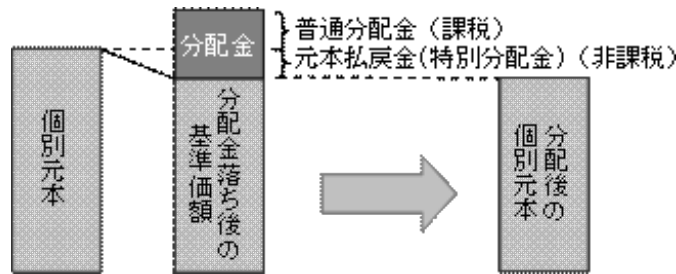 分配金
普通分配金（課税）
元本払戻金(特別分配金)（非課税）
個別元本
分配金落ち後の
基準価額
分配後の
個別元本